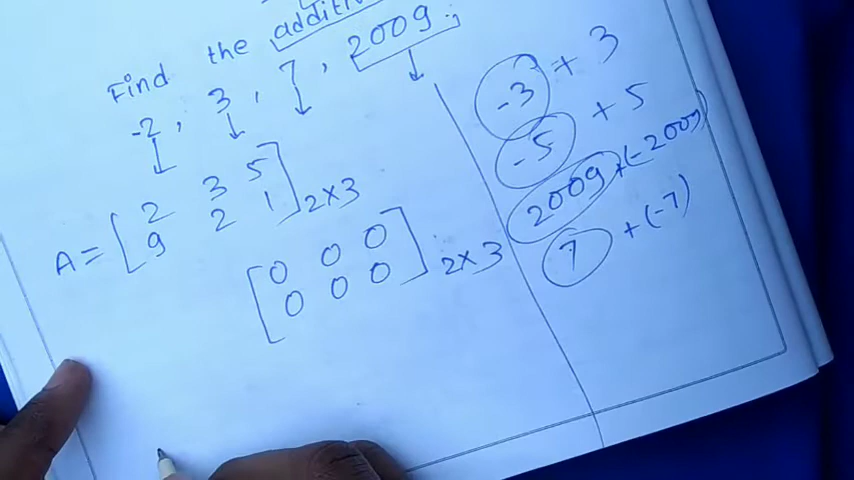 Find the additi
-2, 3, 7, 2009;
A = [ 2 3 5
9 2 1 ] 2×3
[ 0 0 0
0 0 0 ] 2×3
-3 + 3
-5 + 5
2009 + (-2009)
7 + (-7)